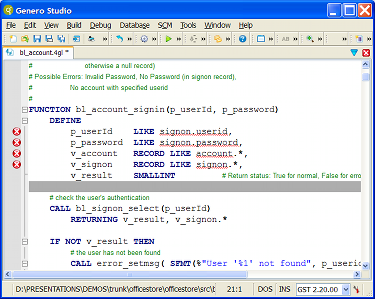 Genero Studio
File Edit View Build Debug Database SCM Tools Window Help
bl_account.4gl *
# otherwise a null record)
# Possible Errors: Invalid Password, No Password (in signon record),
# No account with specified userid
#
FUNCTION bl_account_signin(p_userId, p_password)
DEFINE
p_userId LIKE signon.userid,
p_password LIKE signon.password,
v_account RECORD LIKE account.*,
v_signon RECORD LIKE signon.*,
v_result SMALLINT # Return status: True for normal, False for erro
# check the user's authentication
CALL bl_signon_select(p_userId)
RETURNING v_result, v_signon.*
IF NOT v_result THEN
# the user has not been found
CALL error_setmsg( SFMT(%"User '%1' not found", p_userid
D:\PRESENTATIONS\DEMOS\trunk\officestore\officestore\src\b 21:1 DOS INS GST 2.20.00